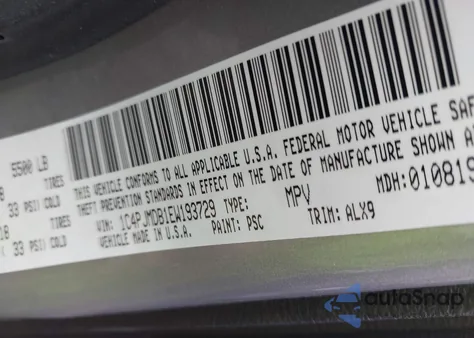 5500 LB
TIRES
33 PSI/ COLD
TIRES
33 PSI/ COLD
THIS VEHICLE CONFORMS TO ALL APPLICABLE U.S.A. FEDERAL MOTOR VEHICLE SAF
THEFT PREVENTION STANDARDS IN EFFECT ON THE DATE OF MANUFACTURE SHOWN A
VIN: 1C4PJMDB1EW193729 TYPE: MPV MDH:010819
VEHICLE MADE IN U.S.A. PAINT: PSC TRIM: ALX9
autoSnap